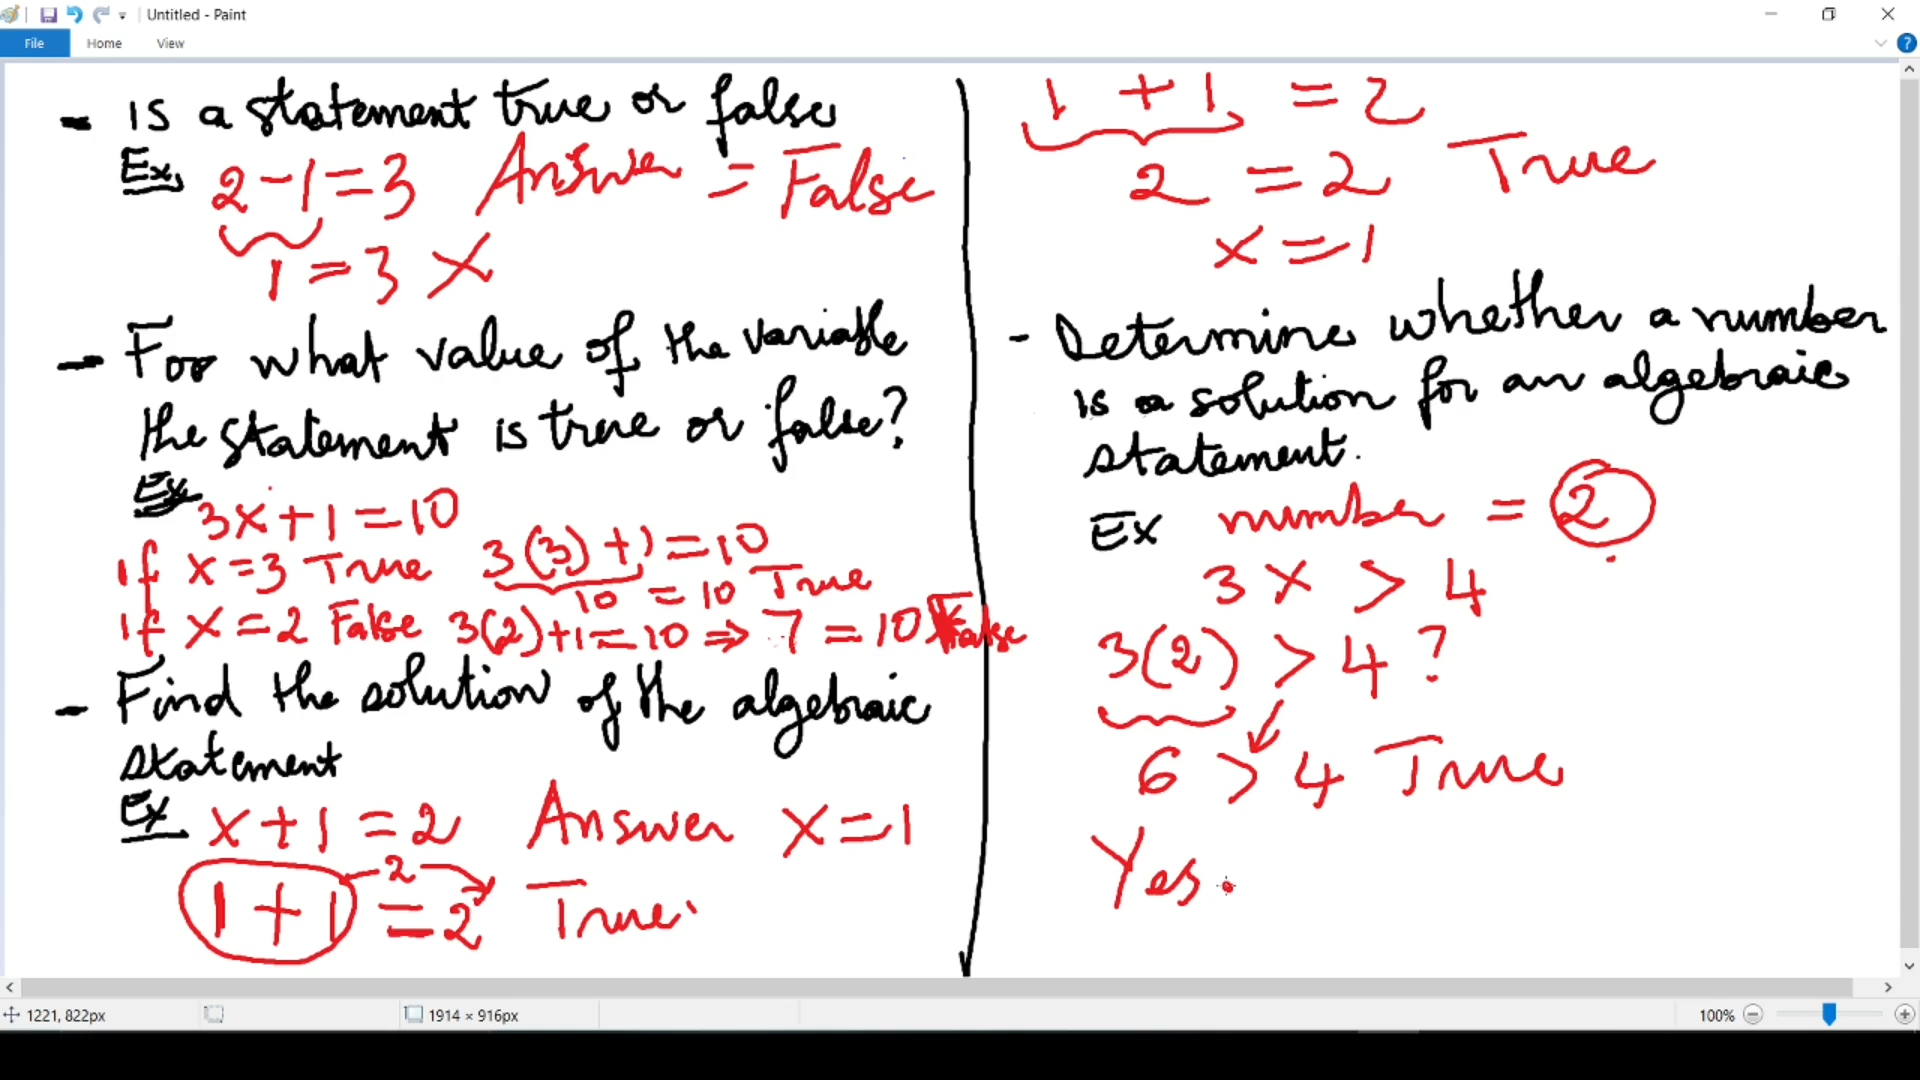 Untitled - Paint
File Home View
- is a statement true or false
Ex, 2 - 1 = 3 Answer = False
1 = 3 X
- For what value of the variable
the statement is true or false?
Ex 3x + 1 = 10
if x = 3 True 3(3) + 1 = 10
10 = 10 True
if x = 2 False 3(2) + 1 = 10 ⇒ 7 = 10 False
- Find the solution of the algebraic
statement
Ex x + 1 = 2 Answer x = 1
2
1 + 1 = 2 True
1 + 1 = 2
2 = 2 True
x = 1
- Determine whether a number
is a solution for an algebraic
statement.
Ex number = 2
3x > 4
3(2) > 4 ?
6 > 4 True
Yes.
1221, 822px 1914 × 916px 100%